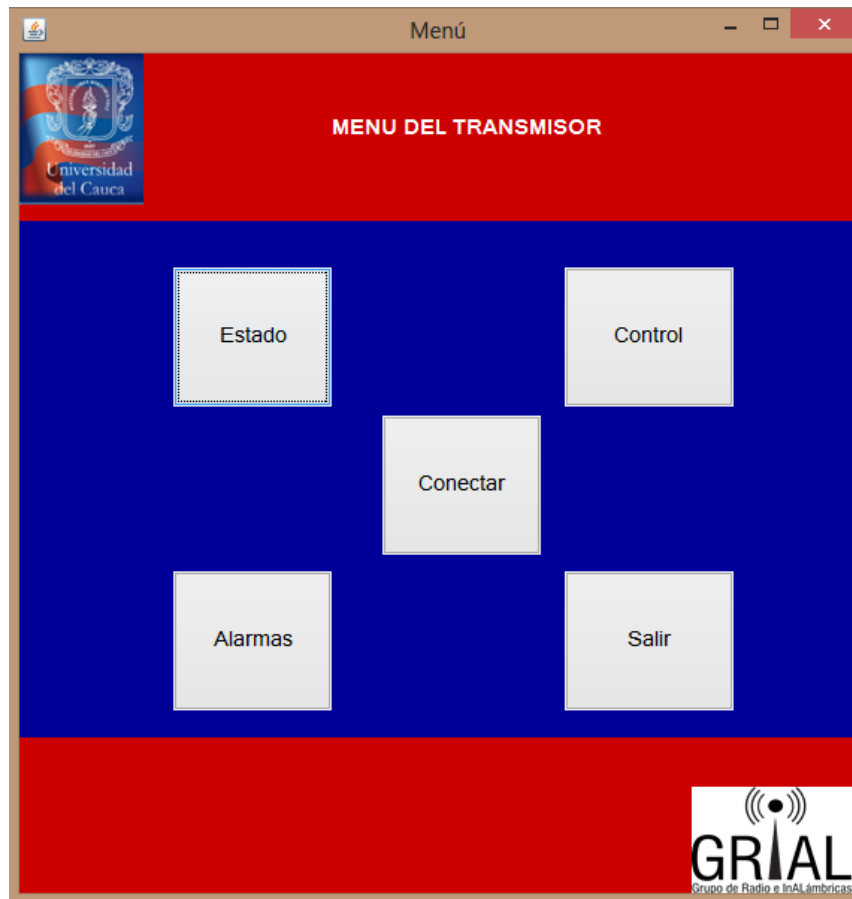 Menú
Universidad
del Cauca
MENU DEL TRANSMISOR
Estado
Control
Conectar
Alarmas
Salir
GRIAL
Grupo de Radio e InALámbricas